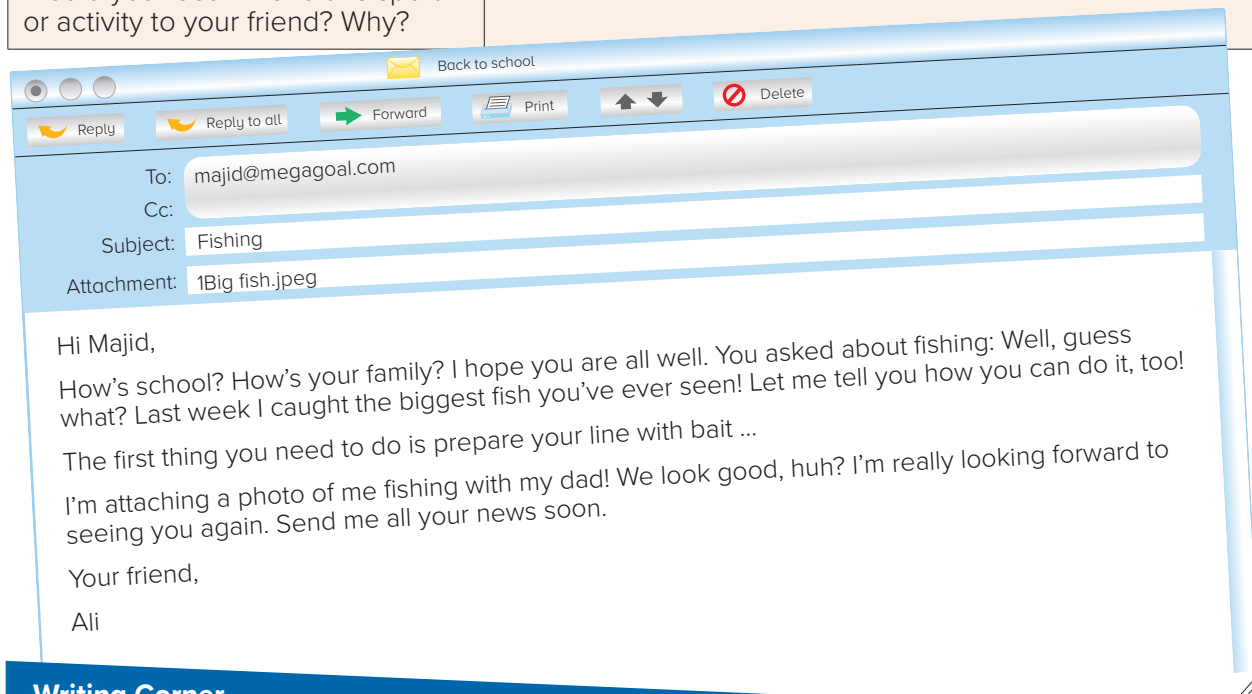 or activity to your friend? Why?
Back to school
Reply
Reply to all
Forward
Print
Delete
To: majid@megagoal.com
Cc:
Subject: Fishing
Attachment: 1Big fish.jpeg
Hi Majid,
How's school? How's your family? I hope you are all well. You asked about fishing: Well, guess
what? Last week I caught the biggest fish you've ever seen! Let me tell you how you can do it, too!
The first thing you need to do is prepare your line with bait ...
I'm attaching a photo of me fishing with my dad! We look good, huh? I'm really looking forward to
seeing you again. Send me all your news soon.
Your friend,
Ali
Writing Corner